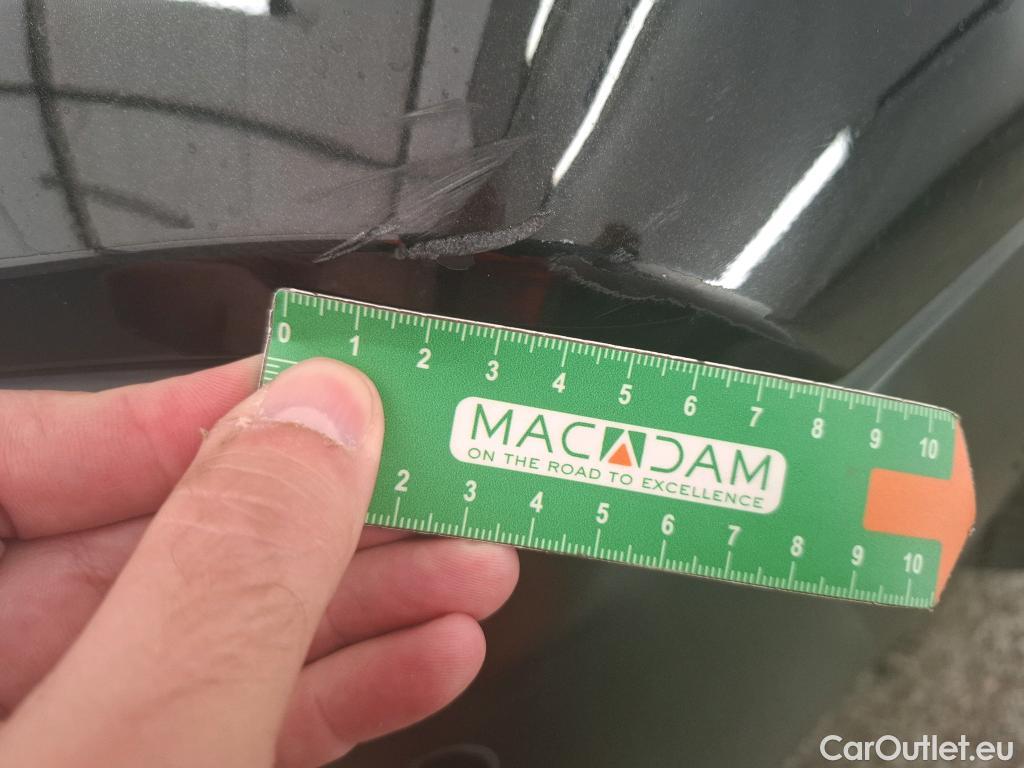 0 1 2 3 4 5 6 7 8 9 10
MACADAM
ON THE ROAD TO EXCELLENCE
2 3 4 5 6 7 8 9 10
CarOutlet.eu